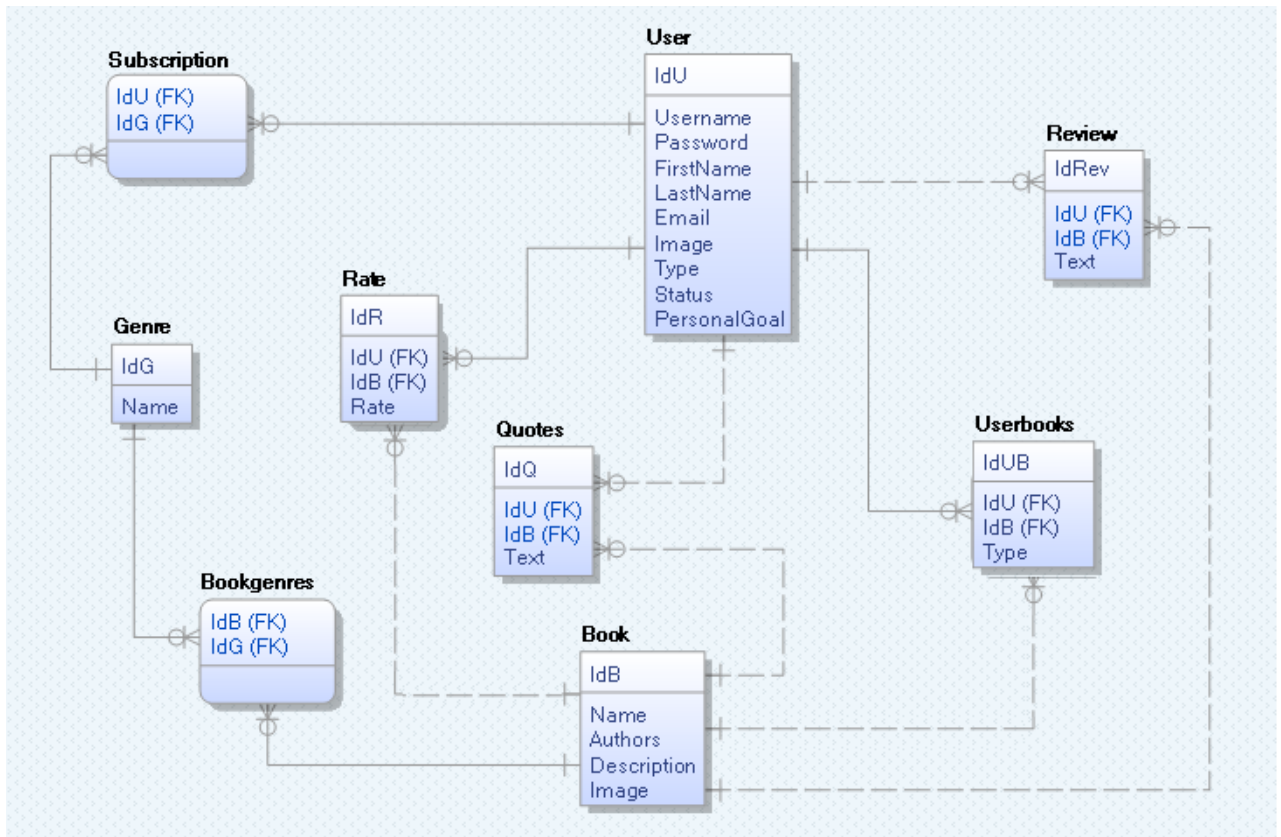 Subscription
IdU (FK)
IdG (FK)
User
IdU
Username
Password
FirstName
LastName
Email
Image
Type
Status
PersonalGoal
Review
IdRev
IdU (FK)
IdB (FK)
Text
Rate
IdR
IdU (FK)
IdB (FK)
Rate
Genre
IdG
Name
Quotes
IdQ
IdU (FK)
IdB (FK)
Text
Userbooks
IdUB
IdU (FK)
IdB (FK)
Type
Bookgenres
IdB (FK)
IdG (FK)
Book
IdB
Name
Authors
Description
Image